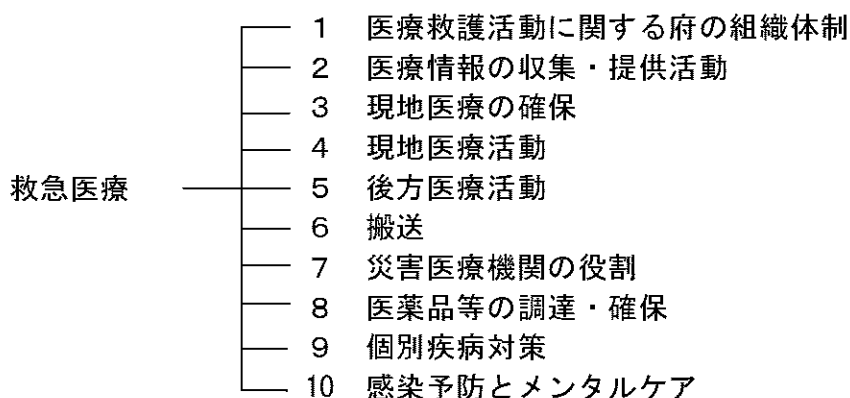 1 医療救護活動に関する府の組織体制
2 医療情報の収集・提供活動
3 現地医療の確保
4 現地医療活動
救急医療 5 後方医療活動
6 搬送
7 災害医療機関の役割
8 医薬品等の調達・確保
9 個別疾病対策
10 感染予防とメンタルケア